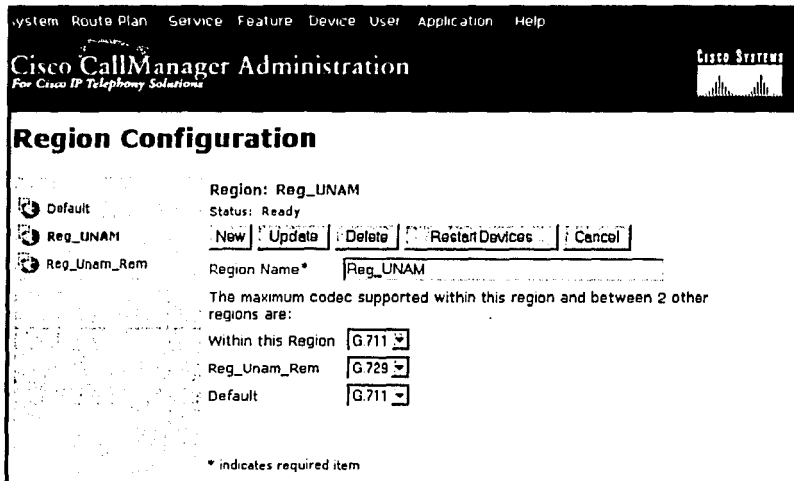 ystem Route Plan Service Feature Device User Application Help
Cisco CallManager Administration
For Cisco IP Telephony Solutions
CISCO SYSTEMS
Region Configuration
Default
Reg_UNAM
Reg_Unam_Rem
Region: Reg_UNAM
Status: Ready
New Update Delete Restart Devices Cancel
Region Name* Reg_UNAM
The maximum codec supported within this region and between 2 other
regions are:
Within this Region G.711
Reg_Unam_Rem G.729
Default G.711
* indicates required item